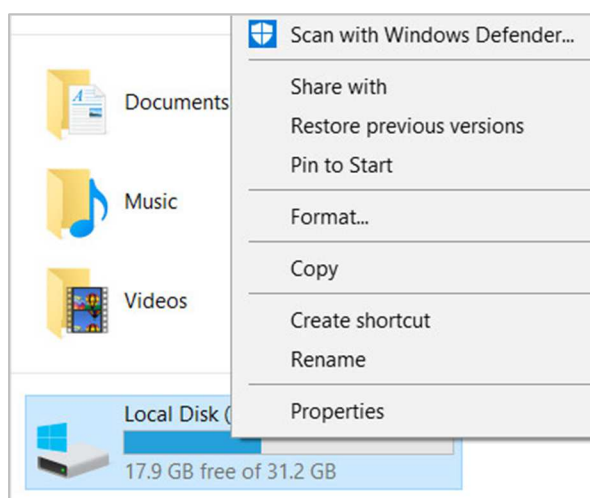 Documents
Music
Videos
Local Disk (
17.9 GB free of 31.2 GB
Scan with Windows Defender...
Share with
Restore previous versions
Pin to Start
Format...
Copy
Create shortcut
Rename
Properties